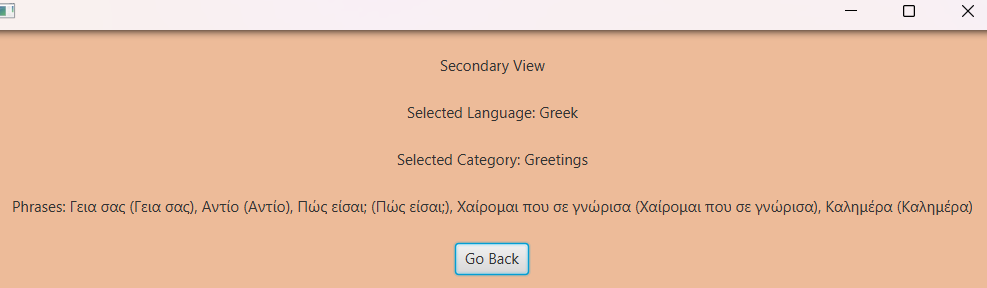 Secondary View
Selected Language: Greek
Selected Category: Greetings
Phrases: Γεια σας (Γεια σας), Αντίο (Αντίο), Πώς είσαι; (Πώς είσαι;), Χαίρομαι που σε γνώρισα (Χαίρομαι που σε γνώρισα), Καλημέρα (Καλημέρα)
Go Back